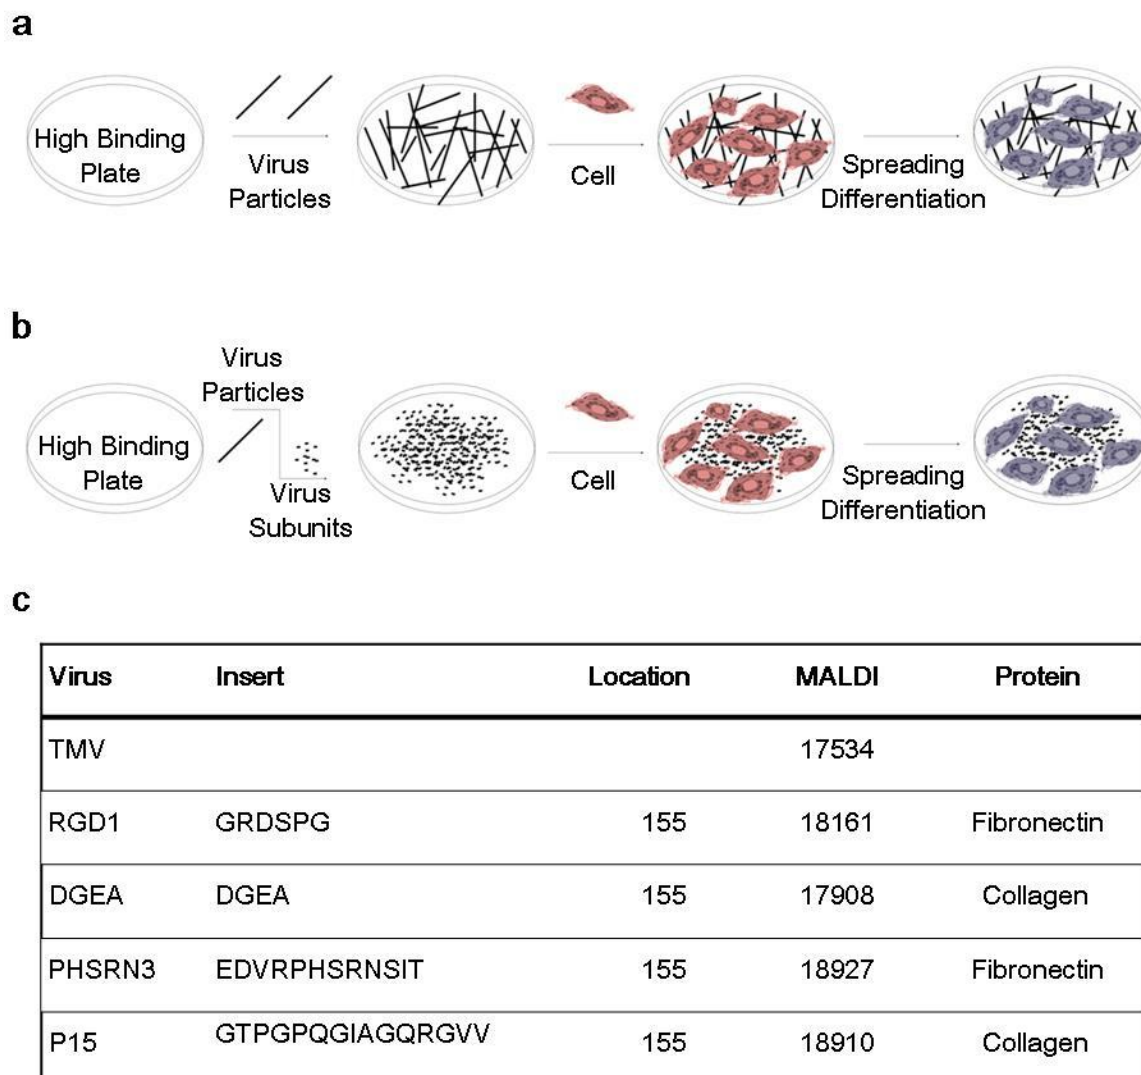 a
High Binding
Plate
Virus
Particles
Cell
Spreading
Differentiation
b
Virus
Particles
High Binding
Plate
Virus
Subunits
Cell
Spreading
Differentiation
c
Virus Insert Location MALDI Protein
TMV 17534
RGD1 GRDSPG 155 18161 Fibronectin
DGEA DGEA 155 17908 Collagen
PHSRN3 EDVRPHSRNSIT 155 18927 Fibronectin
P15 GTPGPQGIAGQRGVV 155 18910 Collagen